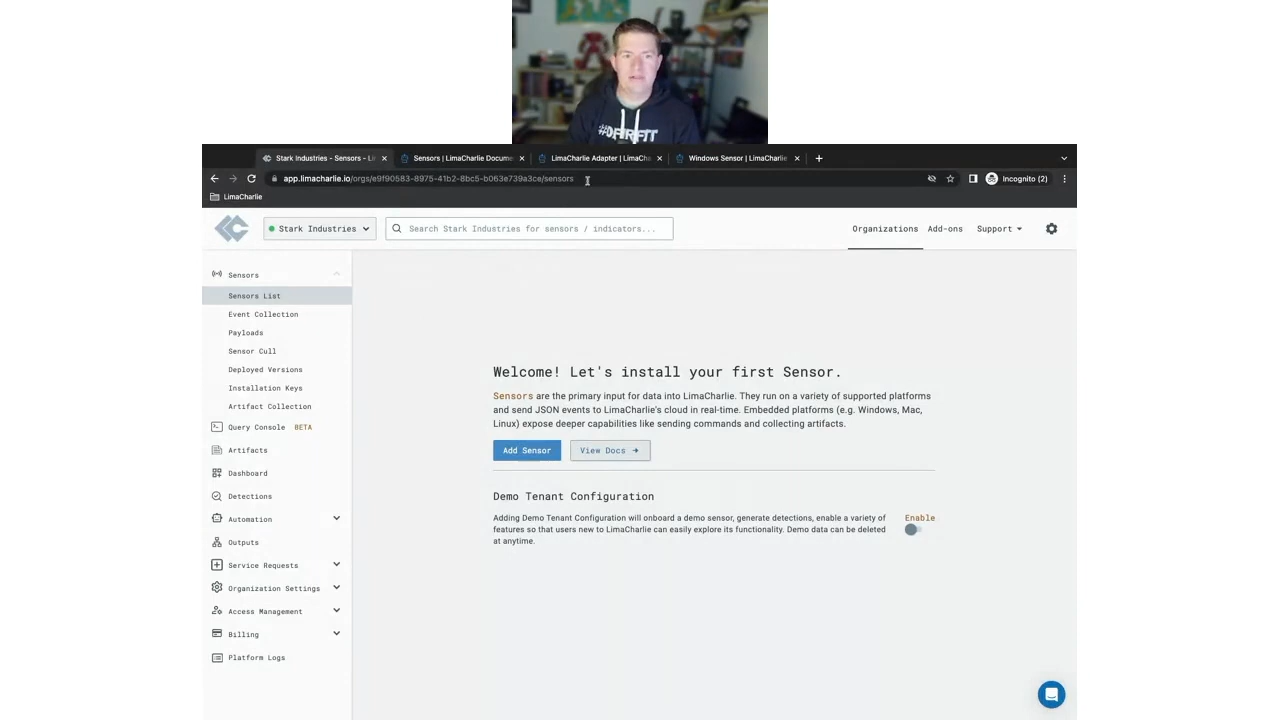 #DFIRFIT
Stark Industries - Sensors - Li
Sensors | LimaCharlie Docume
LimaCharlie Adapter | LimaCha
Windows Sensor | LimaCharlie
app.limacharlie.io/orgs/e9f90583-8975-41b2-8bc5-b063e739a3ce/sensors
Incognito (2)
LimaCharlie
Stark Industries
Search Stark Industries for sensors / indicators...
Organizations
Add-ons
Support
Sensors
Sensors List
Event Collection
Payloads
Sensor Cull
Deployed Versions
Installation Keys
Artifact Collection
Query Console BETA
Artifacts
Dashboard
Detections
Automation
Outputs
Service Requests
Organization Settings
Access Management
Billing
Platform Logs
Welcome! Let's install your first Sensor.
Sensors are the primary input for data into LimaCharlie. They run on a variety of supported platforms
and send JSON events to LimaCharlie's cloud in real-time. Embedded platforms (e.g. Windows, Mac,
Linux) expose deeper capabilities like sending commands and collecting artifacts.
Add Sensor
View Docs →
Demo Tenant Configuration
Adding Demo Tenant Configuration will onboard a demo sensor, generate detections, enable a variety of
features so that users new to LimaCharlie can easily explore its functionality. Demo data can be deleted
at anytime.
Enable